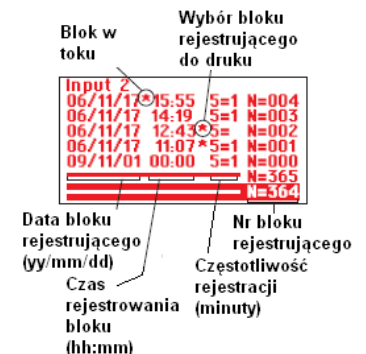 Blok w
toku
Wybór bloku
rejestrującego
do druku
Input 2
06/11/17*15:55 5=1 N=004
06/11/17 14:19 5=1 N=003
06/11/17 12:43*5= N=002
06/11/17 11:07*5=1 N=001
09/11/01 00:00 5=1 N=000
N=365
N=364
Data bloku
rejestrującego
(yy/mm/dd)
Nr bloku
rejestrującego
Częstotliwość
rejestracji
(minuty)
Czas
rejestrowania
bloku
(hh:mm)